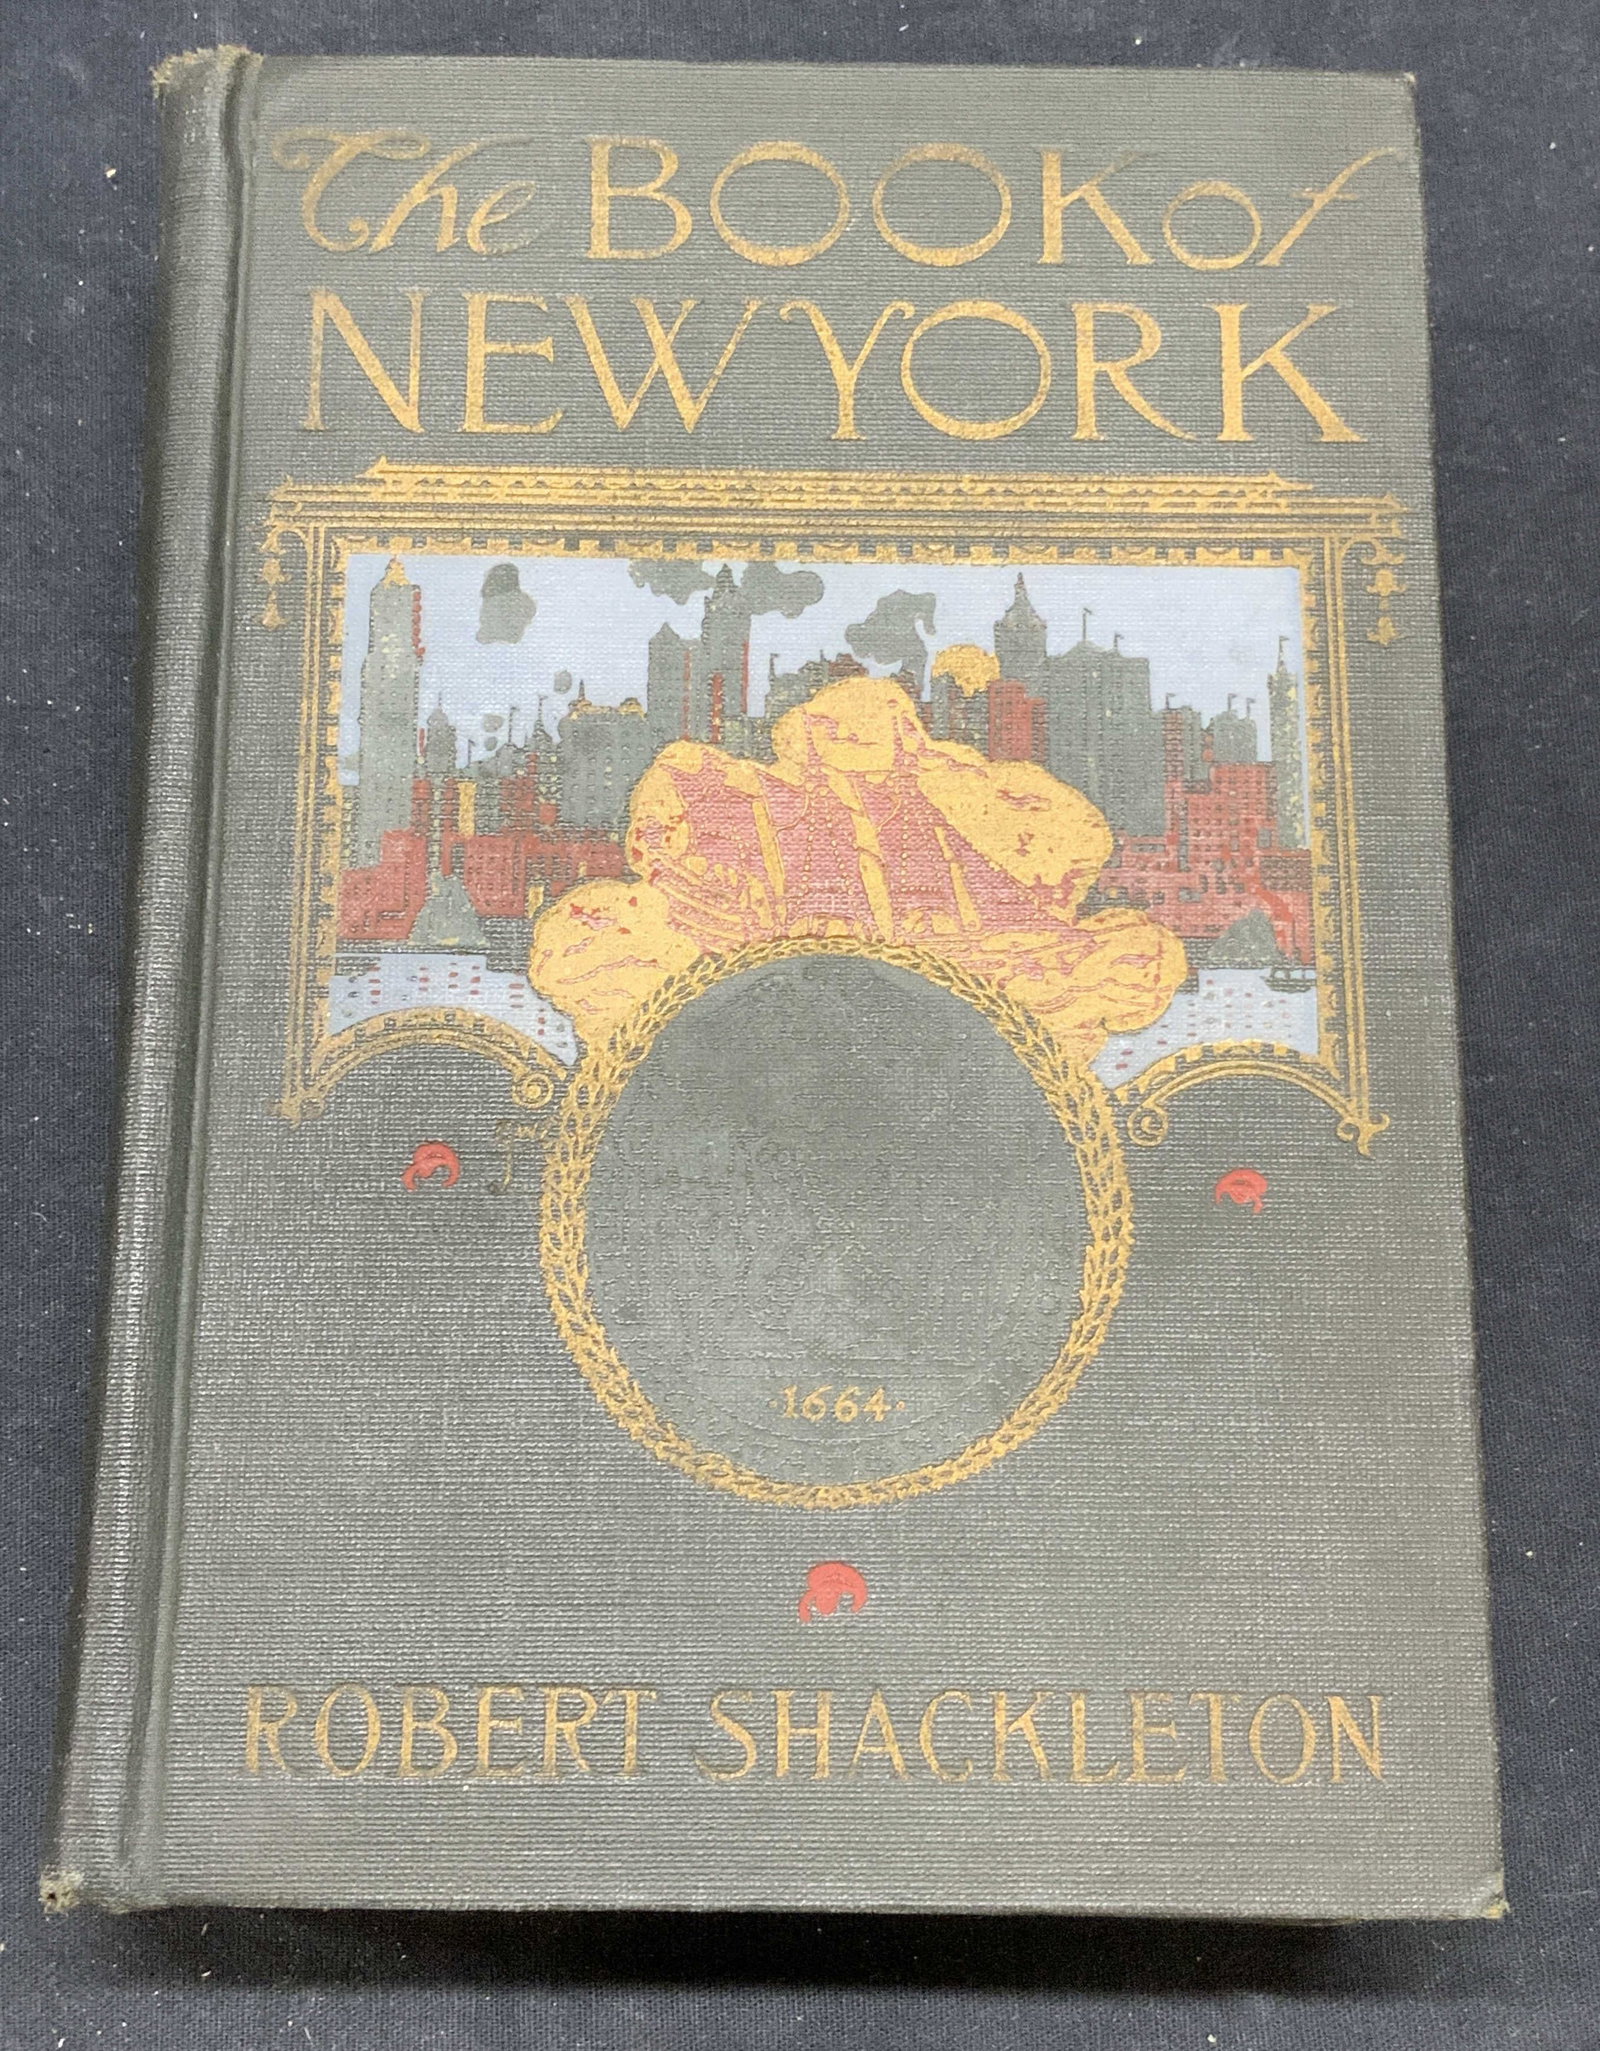 The BOOK of
NEW YORK
·1664·
ROBERT SHACKLETON